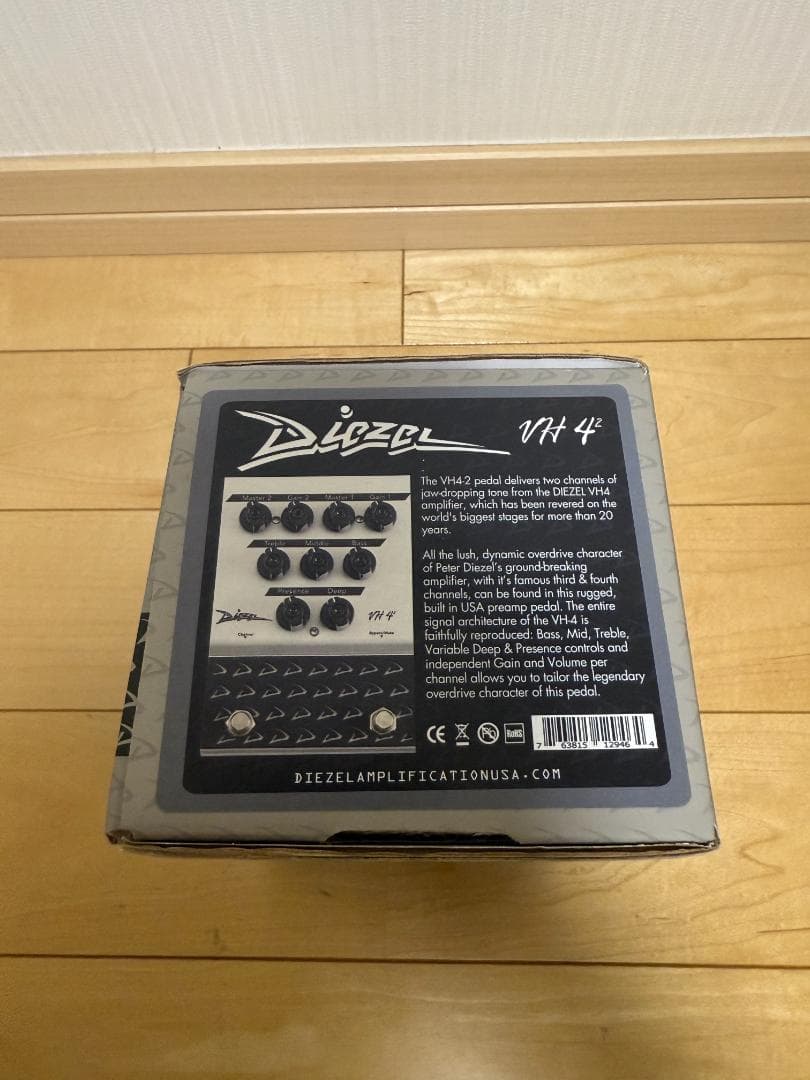 DIEZEL
VH 4²
The VH4-2 pedal delivers two channels of
jaw-dropping tone from the DIEZEL VH4
amplifier, which has been revered on the
world's biggest stages for more than 20
years.
All the lush, dynamic overdrive character
of Peter Diezel's ground-breaking
amplifier, with it's famous third & fourth
channels, can be found in this rugged,
built in USA preamp pedal. The entire
signal architecture of the VH-4 is
faithfully reproduced: Bass, Mid, Treble,
Variable Deep & Presence controls and
independent Gain and Volume per
channel allows you to tailor the legendary
overdrive character of this pedal.
Master 2 Gain 2 Master 1 Gain 1
Treble Middle Bass
Presence Deep
DIEZEL
VH 4²
Channel
Bypass/Mute
CE
RoHS
7 63815 12946 4
DIEZELAMPLIFICATIONUSA.COM